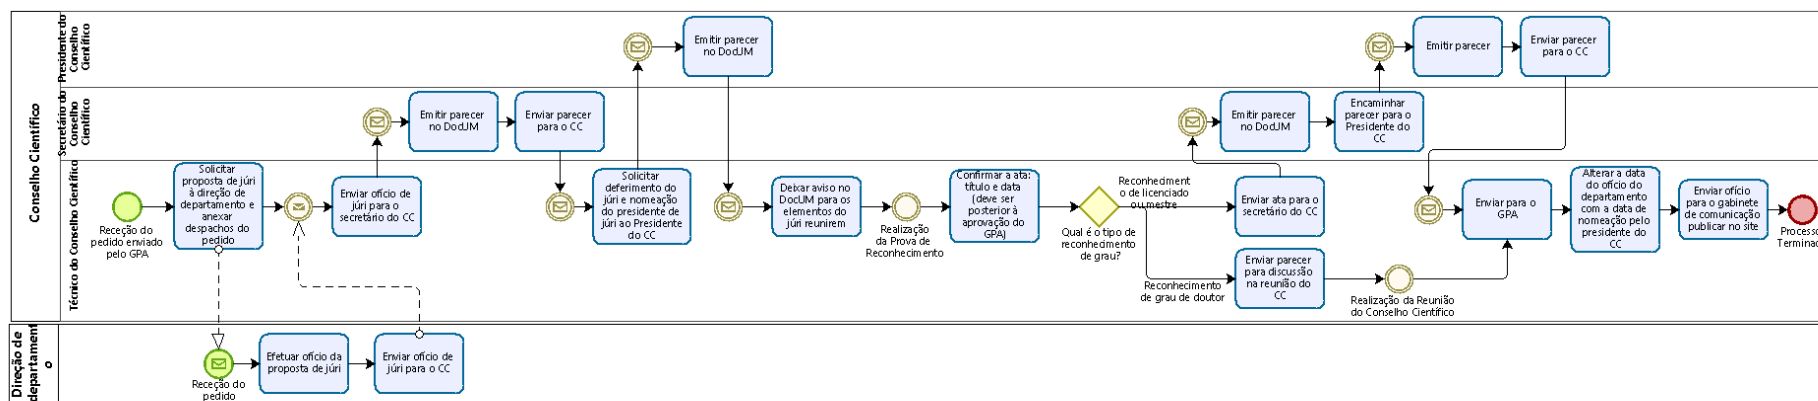 Conselho Científico
Presidente do
Conselho
Científico
Emitir parecer
no DocUM
Emitir parecer
Enviar parecer
para o CC
Secretário do
Conselho
Científico
Emitir parecer
no DocUM
Enviar parecer
para o CC
Emitir parecer
no DocUM
Encaminhar
parecer para o
Presidente do
CC
Técnico do Conselho Científico
Receção do
pedido enviado
pelo GPA
Solicitar
proposta de júri
à direção de
departamento e
anexar
despachos do
pedido
Enviar ofício de
júri para o
secretário do CC
Solicitar
deferimento do
júri e nomeação
do presidente de
júri ao Presidente
do CC
Deixar aviso no
DocUM para os
elementos do
júri reunirem
Realização
da Prova de
Reconhecimento
Confirmar a ata:
título e data
(deve ser
posterior à
aprovação do
GPA)
Qual é o tipo de
reconhecimento
de grau?
Reconheciment
o de licenciado
ou mestre
Enviar ata para o
secretário do CC
Reconhecimento
de grau de doutor
Enviar parecer
para discussão
na reunião do
CC
Realização da Reunião
do Conselho Científico
Enviar para o
GPA
Alterar a data
do ofício do
departamento
com a data de
nomeação pelo
presidente do
CC
Enviar ofício
para o gabinete
de comunicação
publicar no site
Processo
Terminad
Direção de
departament
o
Receção do
pedido
Efetuar ofício da
proposta de júri
Enviar ofício de
júri para o CC